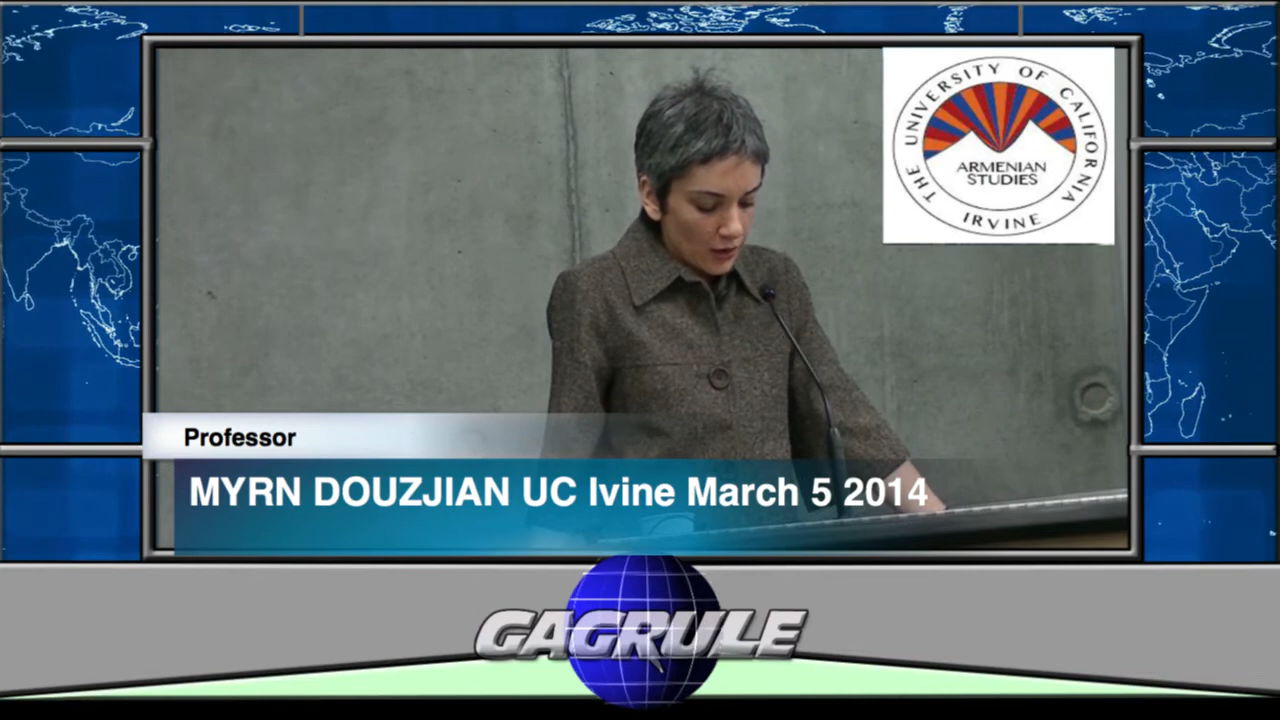 THE UNIVERSITY OF CALIFORNIA
IRVINE
ARMENIAN
STUDIES
Professor
MYRN DOUZJIAN UC Ivine March 5 2014
GAGRULE